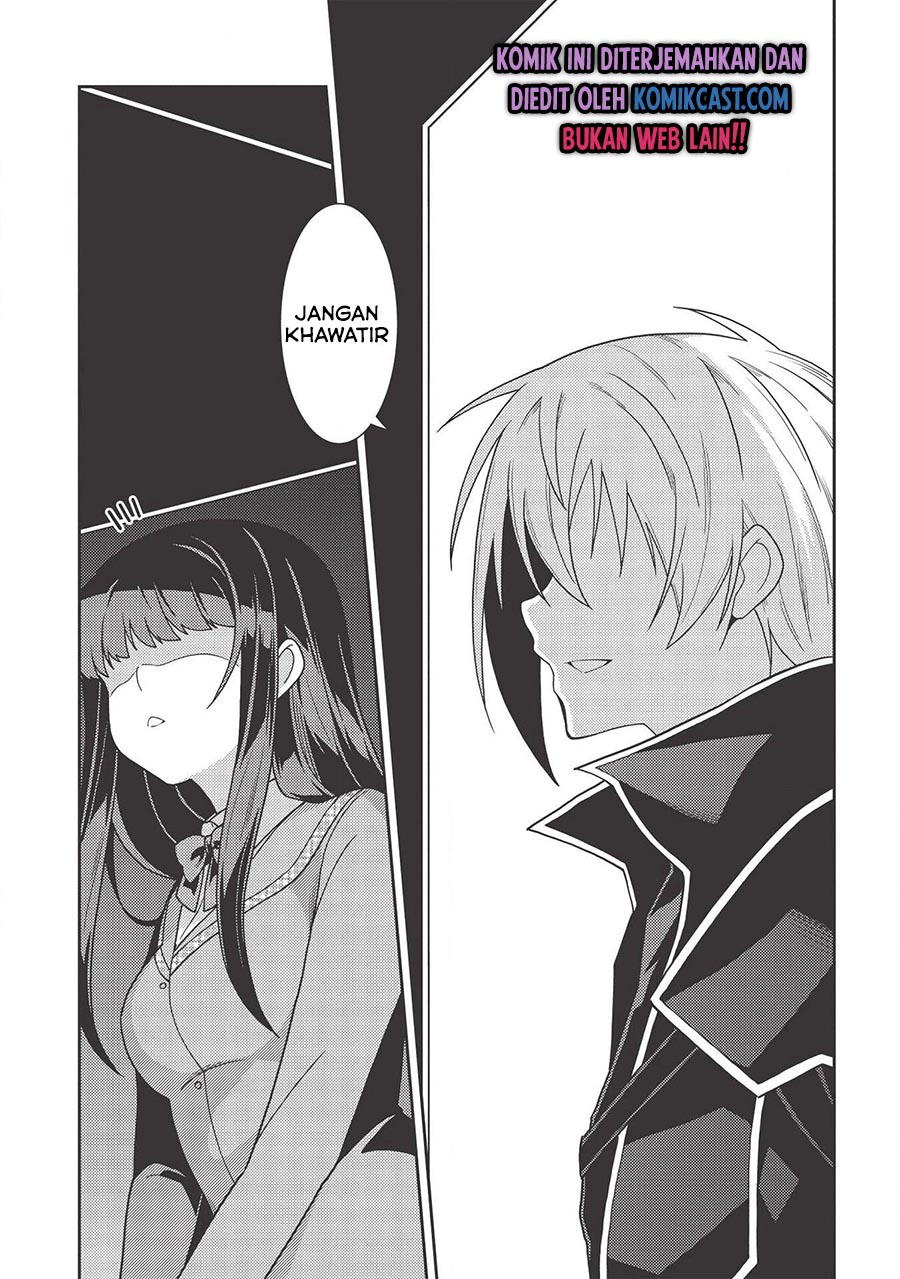 KOMIK INI DITERJEMAHKAN DAN
DIEDIT OLEH KOMIKCAST.COM
BUKAN WEB LAIN!!
JANGAN
KHAWATIR